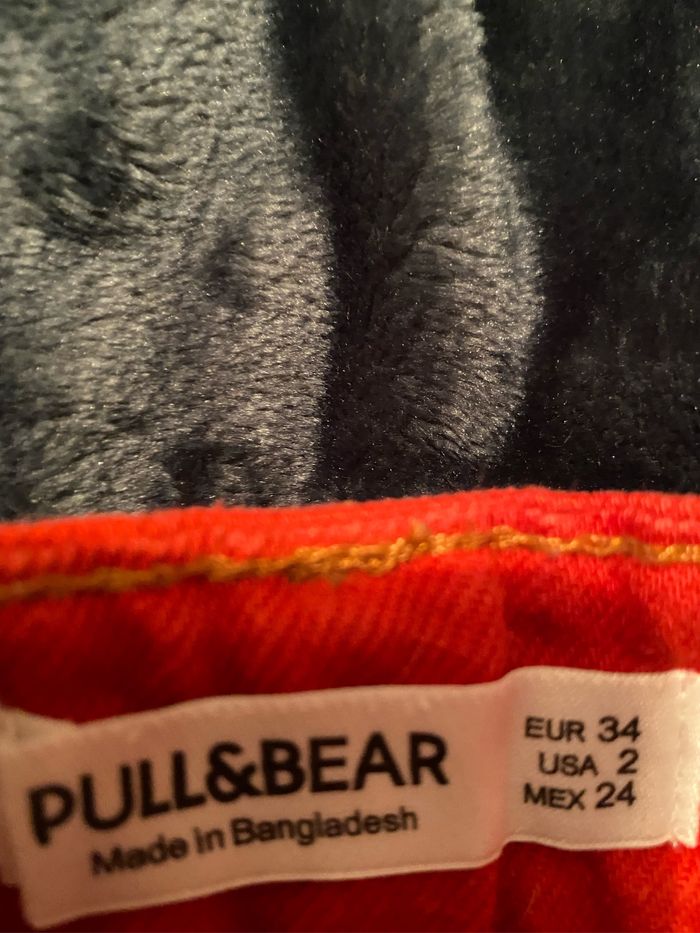 PULL&BEAR
Made in Bangladesh
EUR 34
USA 2
MEX 24